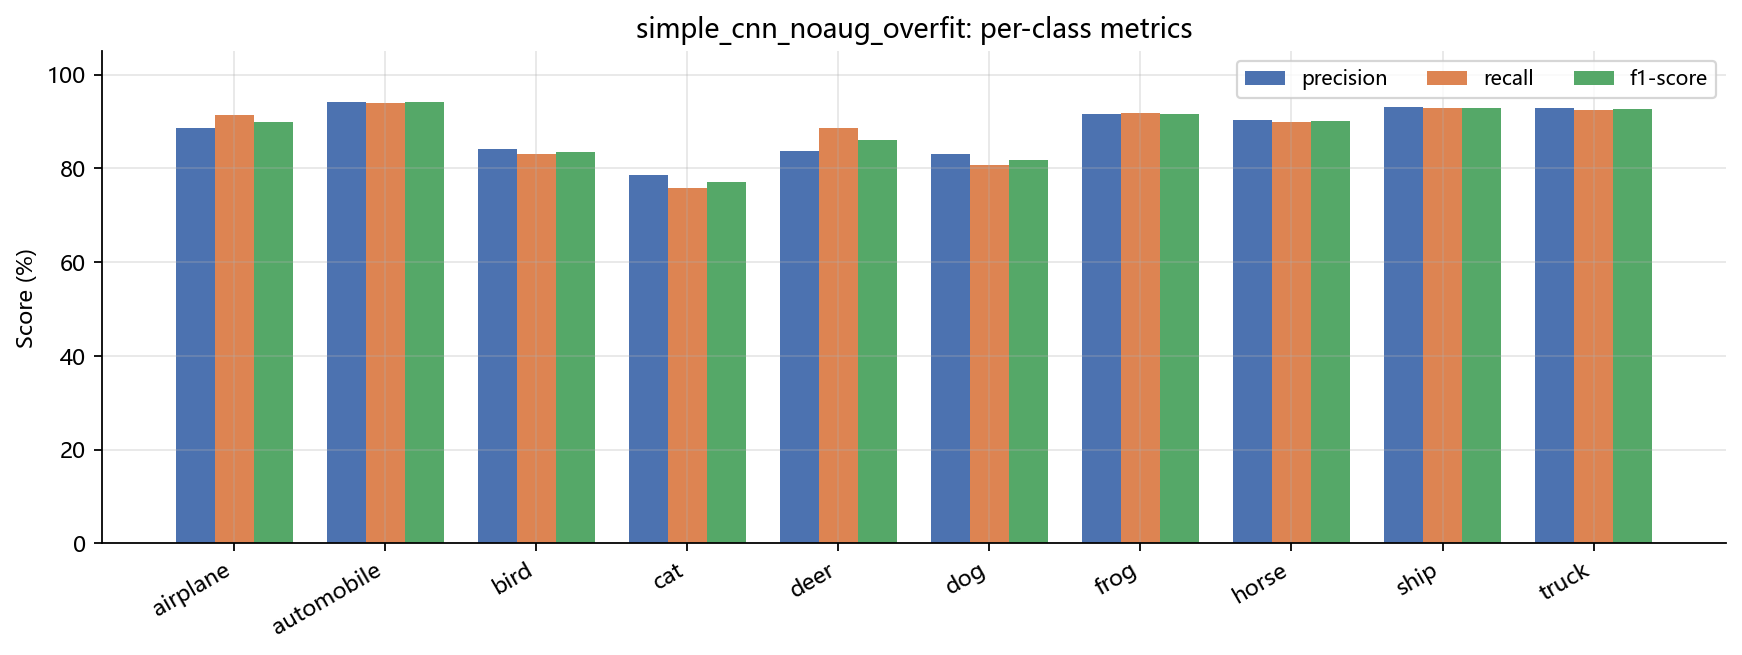 simple_cnn_noaug_overfit: per-class metrics
precision recall f1-score
Score (%)
100
80
60
40
20
0
airplane automobile bird cat deer dog frog horse ship truck